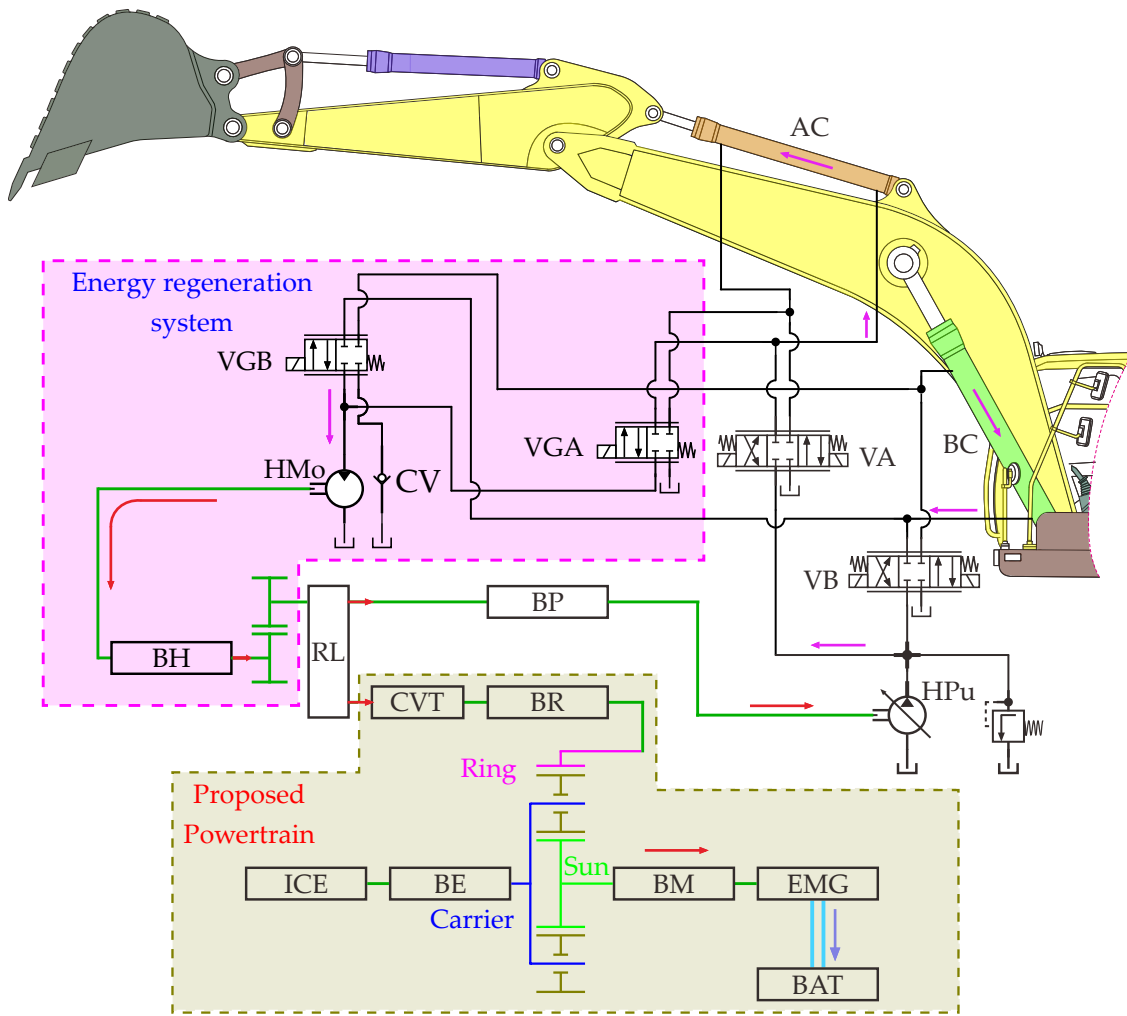 AC
Energy regeneration
system
VGB
VGA
VA
BC
HMo
CV
VB
BP
BH
RL
HPu
CVT
BR
Ring
Proposed
Powertrain
Sun
ICE
BE
BM
EMG
Carrier
BAT